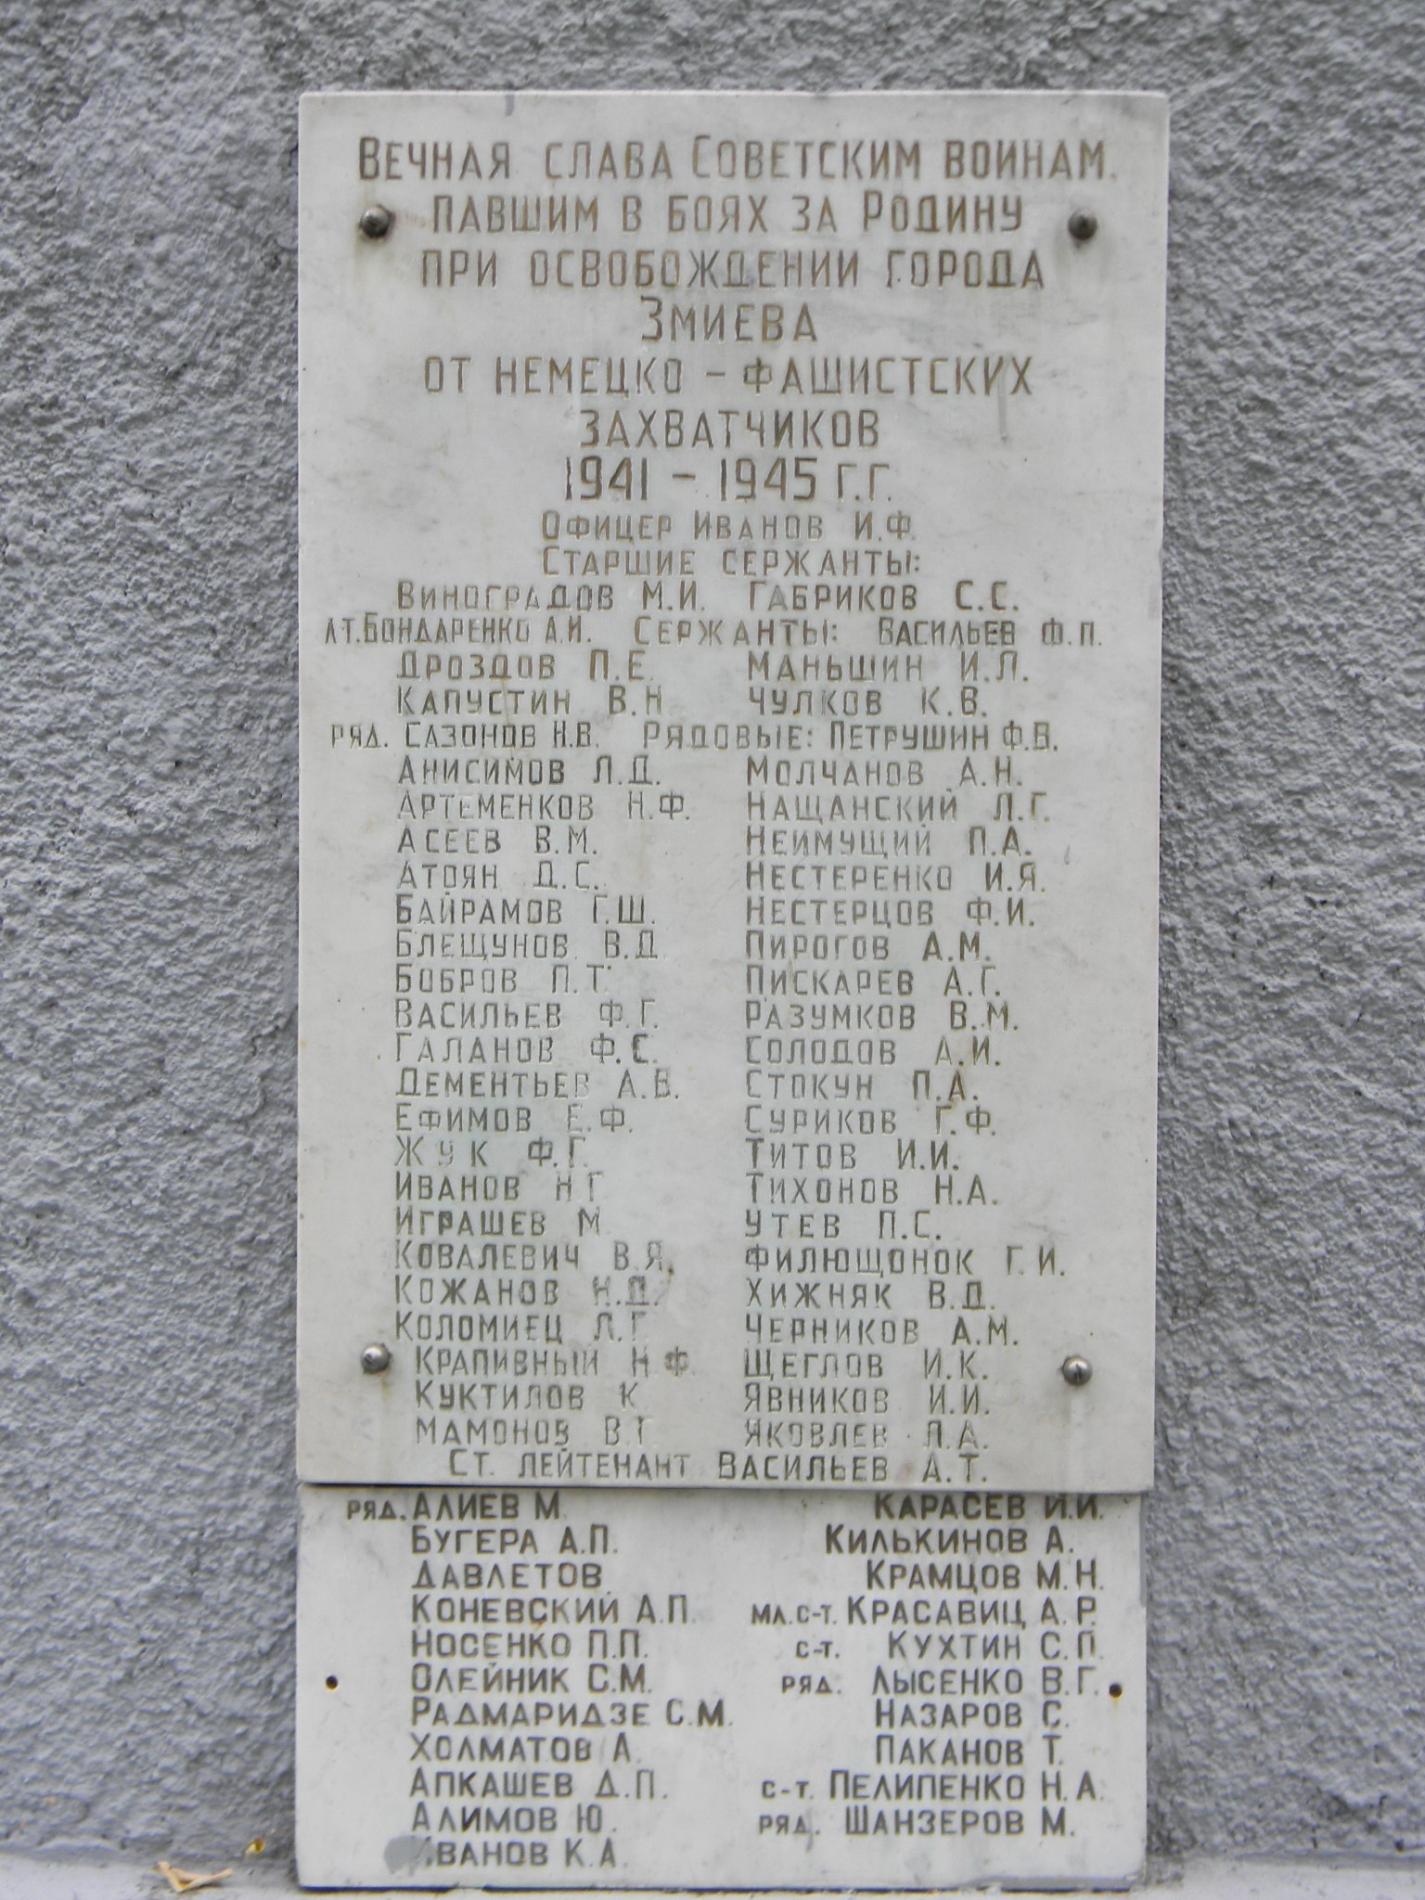 Вечная слава Советским воинам,
павшим в боях за Родину
при освобождении города
Змиева
от немецко - фашистских
захватчиков
1941 - 1945 г.г.
Офицер Иванов И.Ф.
Старшие сержанты:
Виноградов М.И. Габриков С.С.
лт. Бондаренко А.И. Сержанты: Васильев Ф.П.
Дроздов П.Е. Маньшин И.Л.
Капустин В.Н. Чулков К.В.
ряд. Сазонов Н.В. Рядовые: Петрушин Ф.В.
Анисимов Л.Д. Молчанов А.Н.
Артеменков Н.Ф. Нащанский Л.Г.
Асеев В.М. Неимущий П.А.
Атоян Д.С. Нестеренко И.Я.
Байрамов Г.Ш. Нестерцов Ф.И.
Блещунов В.Д. Пирогов А.М.
Бобров П.Т. Пискарев А.Г.
Васильев Ф.Г. Разумков В.М.
Галанов Ф.С. Солодов А.И.
Дементьев А.В. Стокун П.А.
Ефимов Е.Ф. Суриков Г.Ф.
Жук Ф.Г. Титов И.И.
Иванов Н.Г. Тихонов Н.А.
Играшев М. Утев П.С.
Ковалевич В.Я. Филющонок Г.И.
Кожанов Н.Д. Хижняк В.Д.
Коломиец Л.Г. Черников А.М.
Крапивный Н.Ф. Щеглов И.К.
Куктилов К. Явников И.И.
Мамонов В.Г. Яковлев Л.А.
Ст. лейтенант Васильев А.Т.
ряд. Алиев М. Карасев И.И.
Бугера А.П. Килькинов А.
Давлетов Крамцов М.Н.
Коневский А.П. мл.с-т. Красавиц А.Р.
Носенко П.П. с-т. Кухтин С.П.
Олейник С.М. ряд. Лысенко В.Г.
Радмаридзе С.М. Назаров С.
Холматов А. Паканов Т.
Апкашев Д.П. с-т. Пелипенко Н.А.
Алимов Ю. ряд. Шанзеров М.
Иванов К.А.